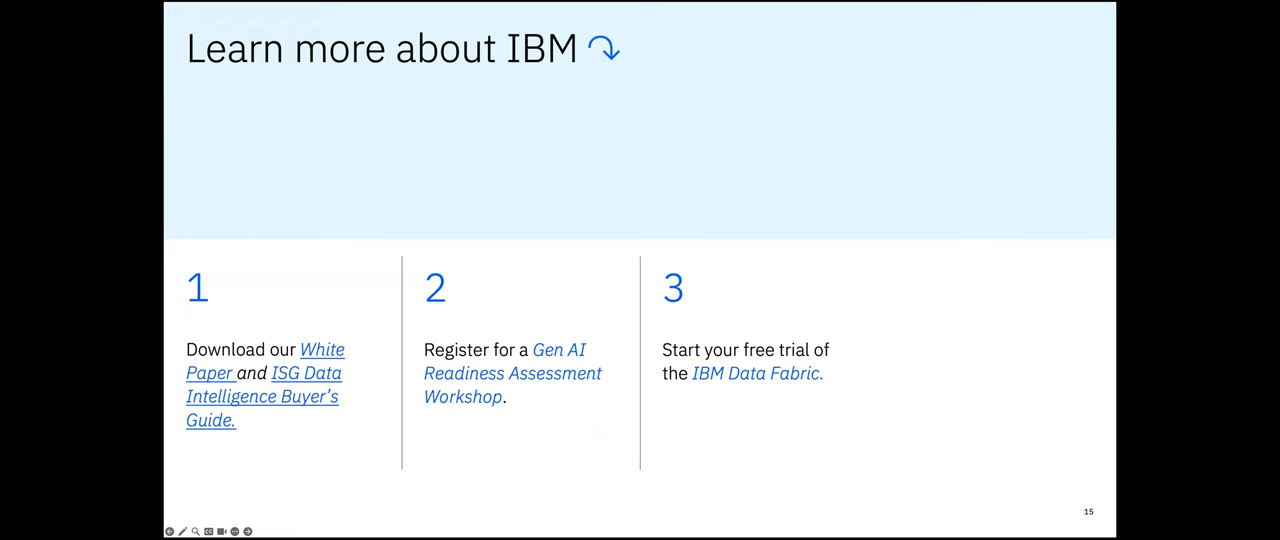 Learn more about IBM
1
Download our White
Paper and ISG Data
Intelligence Buyer's
Guide.
2
Register for a Gen AI
Readiness Assessment
Workshop.
3
Start your free trial of
the IBM Data Fabric.
15